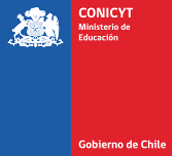 CONICYT
Ministerio de
Educación
Gobierno de Chile